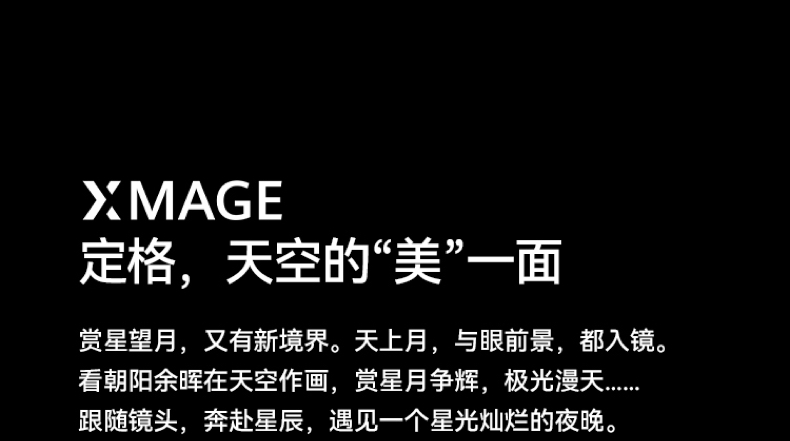 XMAGE
定格，天空的“美”一面
赏星望月，又有新境界。天上月，与眼前景，都入镜。
看朝阳余晖在天空作画，赏星月争辉，极光漫天……
跟随镜头，奔赴星辰，遇见一个星光灿烂的夜晚。